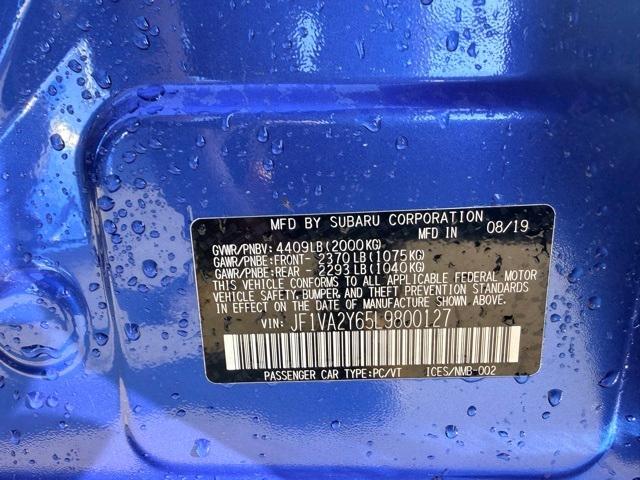 MFD BY SUBARU CORPORATION
MFD IN 08/19
GVWR/PNBV: 4409LB(2000KG)
GAWR/PNBE:FRONT- 2370LB(1075KG)
GAWR/PNBE:REAR - 2293LB(1040KG)
THIS VEHICLE CONFORMS TO ALL APPLICABLE FEDERAL MOTOR
VEHICLE SAFETY, BUMPER, AND THEFT PREVENTION STANDARDS
IN EFFECT ON THE DATE OF MANUFACTURE SHOWN ABOVE.
VIN: JF1VA2Y65L9800127
PASSENGER CAR TYPE:PC/VT ICES/NMB-002